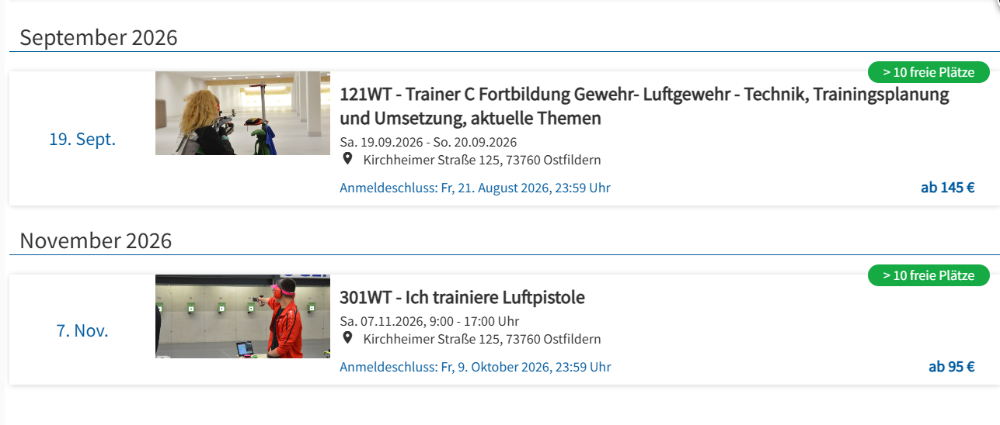 September 2026
> 10 freie Plätze
19. Sept.
121WT - Trainer C Fortbildung Gewehr- Luftgewehr - Technik, Trainingsplanung
und Umsetzung, aktuelle Themen
Sa. 19.09.2026 - So. 20.09.2026
Kirchheimer Straße 125, 73760 Ostfildern
Anmeldeschluss: Fr, 21. August 2026, 23:59 Uhr
ab 145 €
November 2026
> 10 freie Plätze
7. Nov.
301WT - Ich trainiere Luftpistole
Sa. 07.11.2026, 9:00 - 17:00 Uhr
Kirchheimer Straße 125, 73760 Ostfildern
Anmeldeschluss: Fr, 9. Oktober 2026, 23:59 Uhr
ab 95 €